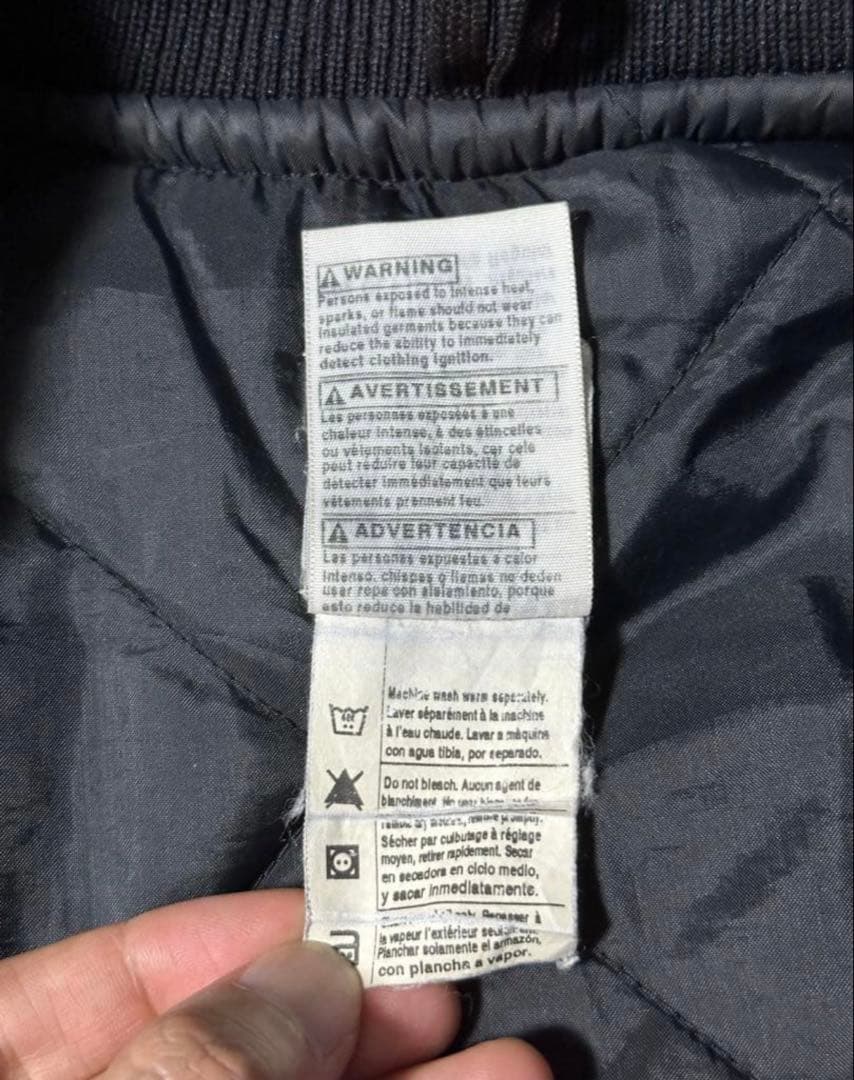 WARNING
Persons exposed to intense heat,
sparks, or flame should not wear
insulated garments because they can
reduce the ability to immediately
detect clothing ignition.
AVERTISSEMENT
Les personnes exposées à une
chaleur intense, à des étincelles
ou vêtements isolants, car cela
peut réduire leur capacité de
détecter immédiatement que leurs
vêtements prennent feu.
ADVERTENCIA
Las personas expuestas a calor
intenso, chispas o llamas no deben
usar ropa con aislamiento, porque
esto reduce la habilidad de
Machine wash warm separately.
Laver séparément à la machine
à l'eau chaude. Lavar a máquina
con agua tibia, por separado.
Do not bleach. Aucun agent de
blanchiment.
Sécher par culbutage à réglage
moyen, retirer rapidement. Secar
en secadora en ciclo medio,
y sacar inmediatamente.
Repasser à
la vapeur l'extérieur
Planchar solamente el armazón,
con plancha a vapor.